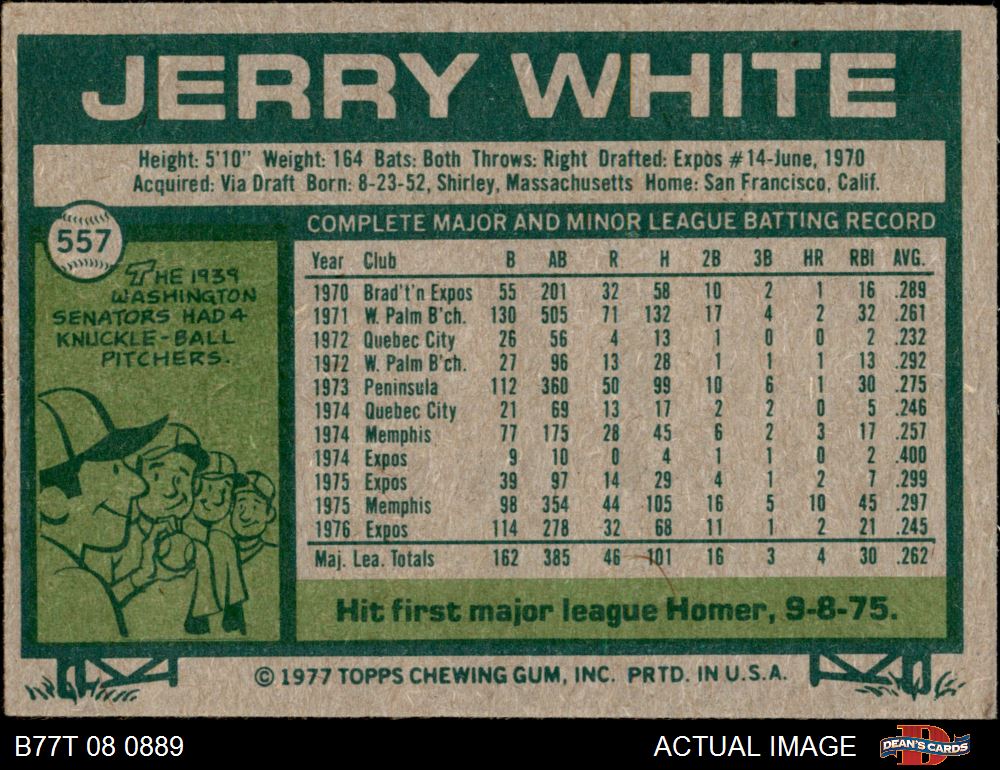 JERRY WHITE
Height: 5'10" Weight: 164 Bats: Both Throws: Right Drafted: Expos #14-June, 1970
Acquired: Via Draft Born: 8-23-52, Shirley, Massachusetts Home: San Francisco, Calif.
557
THE 1939
WASHINGTON
SENATORS HAD 4
KNUCKLE-BALL
PITCHERS.
COMPLETE MAJOR AND MINOR LEAGUE BATTING RECORD
Year Club B AB R H 2B 3B HR RBI AVG.
1970 Brad't'n Expos 55 201 32 58 10 2 1 16 .289
1971 W. Palm B'ch. 130 505 71 132 17 4 2 32 .261
1972 Quebec City 26 56 4 13 1 0 0 2 .232
1972 W. Palm B'ch. 27 96 13 28 1 1 1 13 .292
1973 Peninsula 112 360 50 99 10 6 1 30 .275
1974 Quebec City 21 69 13 17 2 2 0 5 .246
1974 Memphis 77 175 28 45 6 2 3 17 .257
1974 Expos 9 10 0 4 1 1 0 2 .400
1975 Expos 39 97 14 29 4 1 2 7 .299
1975 Memphis 98 354 44 105 16 5 10 45 .297
1976 Expos 114 278 32 68 11 1 2 21 .245
Maj. Lea. Totals 162 385 46 101 16 3 4 30 .262
Hit first major league Homer, 9-8-75.
© 1977 TOPPS CHEWING GUM, INC. PRTD. IN U.S.A.
B77T 08 0889
ACTUAL IMAGE
D
DEAN'S CARDS